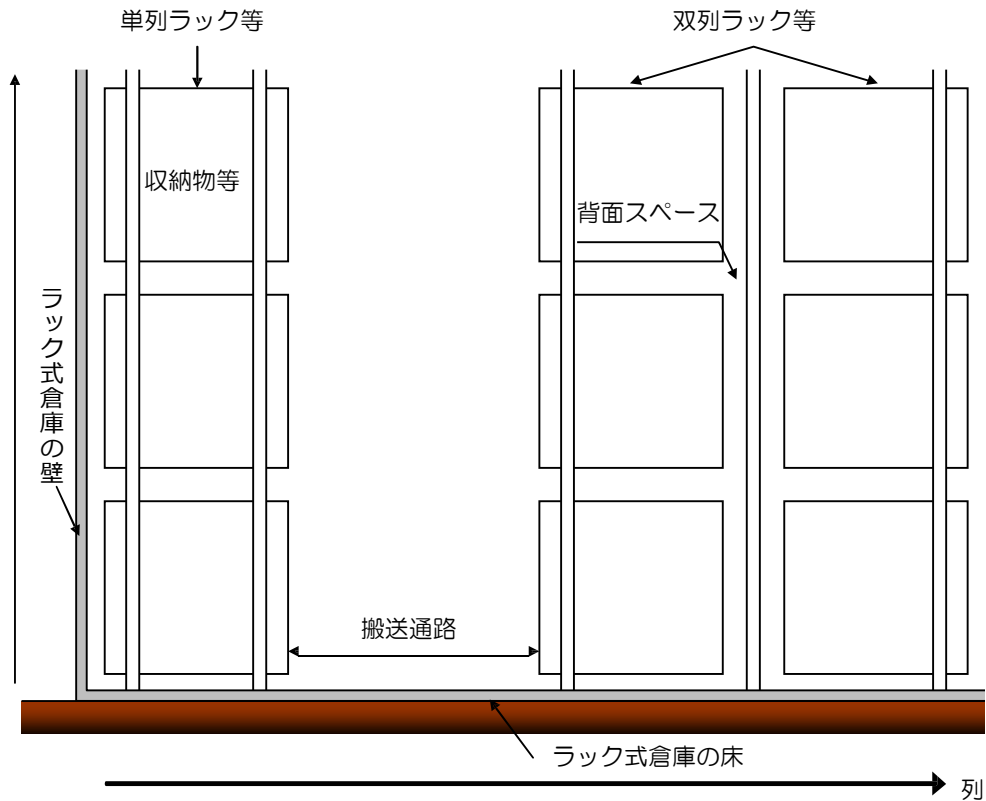 単列ラック等
双列ラック等
収納物等
背面スペース
ラック式倉庫の壁
搬送通路
ラック式倉庫の床
列